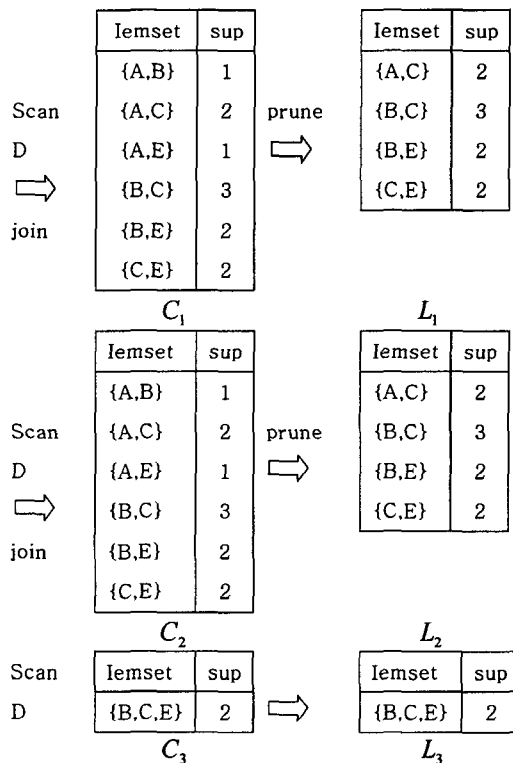 Iemset sup Iemset sup
{A,B} 1 {A,C} 2
Scan {A,C} 2 prune {B,C} 3
D {A,E} 1 {B,E} 2
{B,C} 3 {C,E} 2
join {B,E} 2
{C,E} 2
C₁ L₁
Iemset sup Iemset sup
{A,B} 1 {A,C} 2
Scan {A,C} 2 prune {B,C} 3
D {A,E} 1 {B,E} 2
{B,C} 3 {C,E} 2
join {B,E} 2
{C,E} 2
C₂ L₂
Scan Iemset sup Iemset sup
D {B,C,E} 2 {B,C,E} 2
C₃ L₃